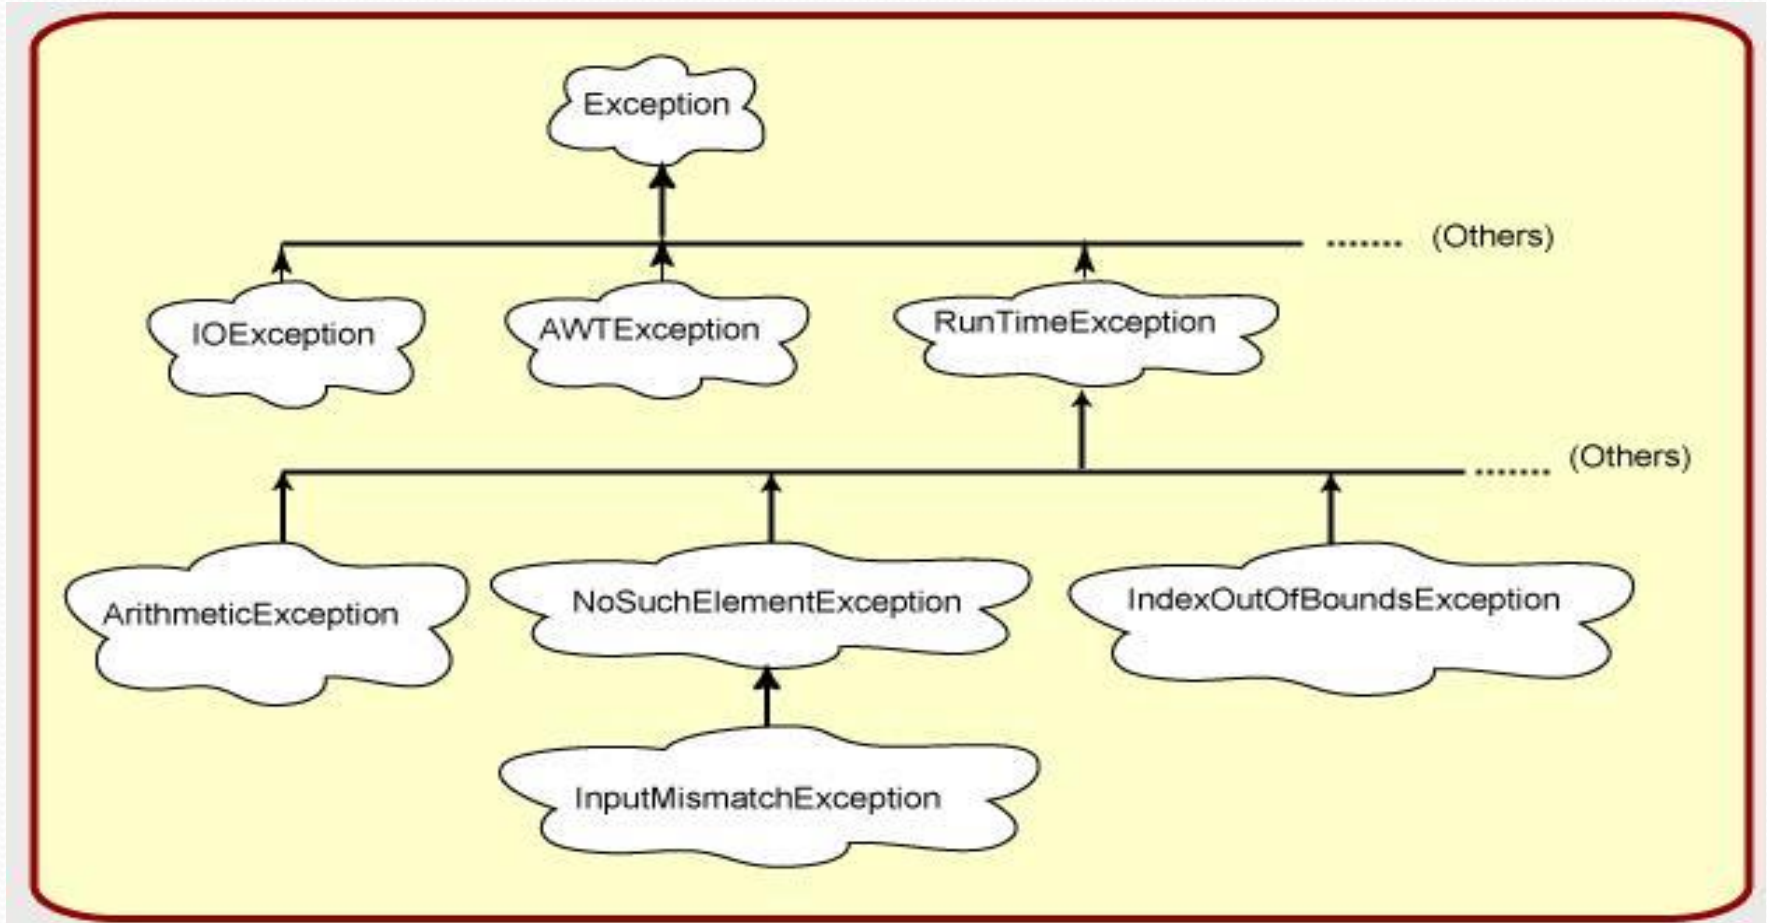 Exception
(Others)
IOException
AWTException
RunTimeException
(Others)
ArithmeticException
NoSuchElementException
IndexOutOfBoundsException
InputMismatchException